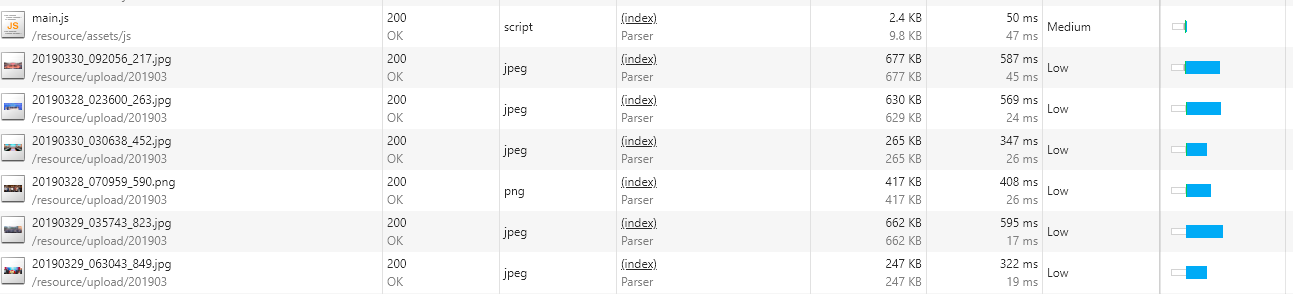 main.js 200 script (index) 2.4 KB 50 ms Medium
/resource/assets/js OK Parser 9.8 KB 47 ms
JS
20190330_092056_217.jpg 200 jpeg (index) 677 KB 587 ms Low
/resource/upload/201903 OK Parser 677 KB 45 ms
20190328_023600_263.jpg 200 jpeg (index) 630 KB 569 ms Low
/resource/upload/201903 OK Parser 629 KB 24 ms
20190330_030638_452.jpg 200 jpeg (index) 265 KB 347 ms Low
/resource/upload/201903 OK Parser 265 KB 26 ms
20190328_070959_590.png 200 png (index) 417 KB 408 ms Low
/resource/upload/201903 OK Parser 417 KB 26 ms
20190329_035743_823.jpg 200 jpeg (index) 662 KB 595 ms Low
/resource/upload/201903 OK Parser 662 KB 17 ms
20190329_063043_849.jpg 200 jpeg (index) 247 KB 322 ms Low
/resource/upload/201903 OK Parser 247 KB 19 ms